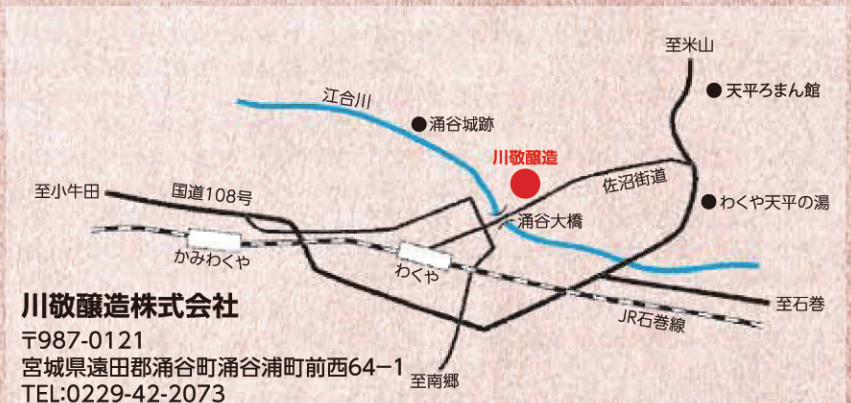 至米山
天平ろまん館
江合川
涌谷城跡
川敬醸造
佐沼街道
至小牛田
国道108号
わくや天平の湯
涌谷大橋
かみわくや
わくや
至石巻
JR石巻線
川敬醸造株式会社
〒987-0121
宮城県遠田郡涌谷町涌谷浦町前西64−1
至南郷
TEL:0229-42-2073